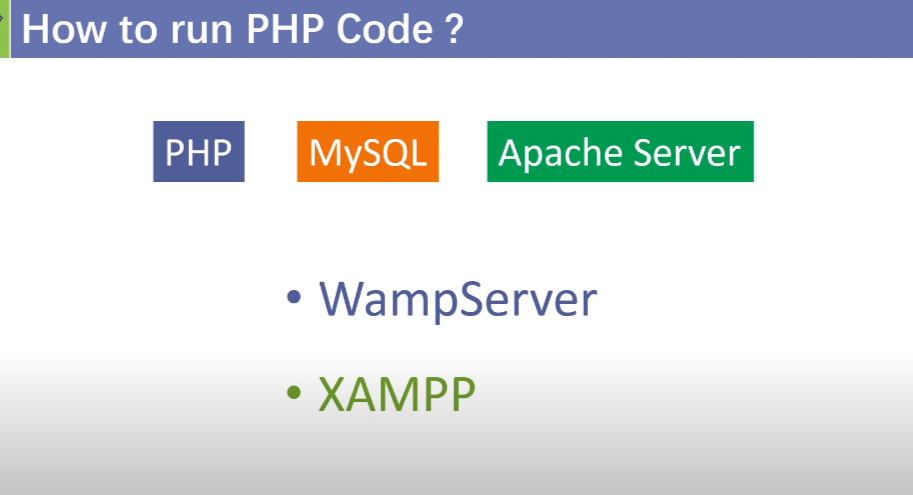 How to run PHP Code ?
PHP MySQL Apache Server
• WampServer
• XAMPP